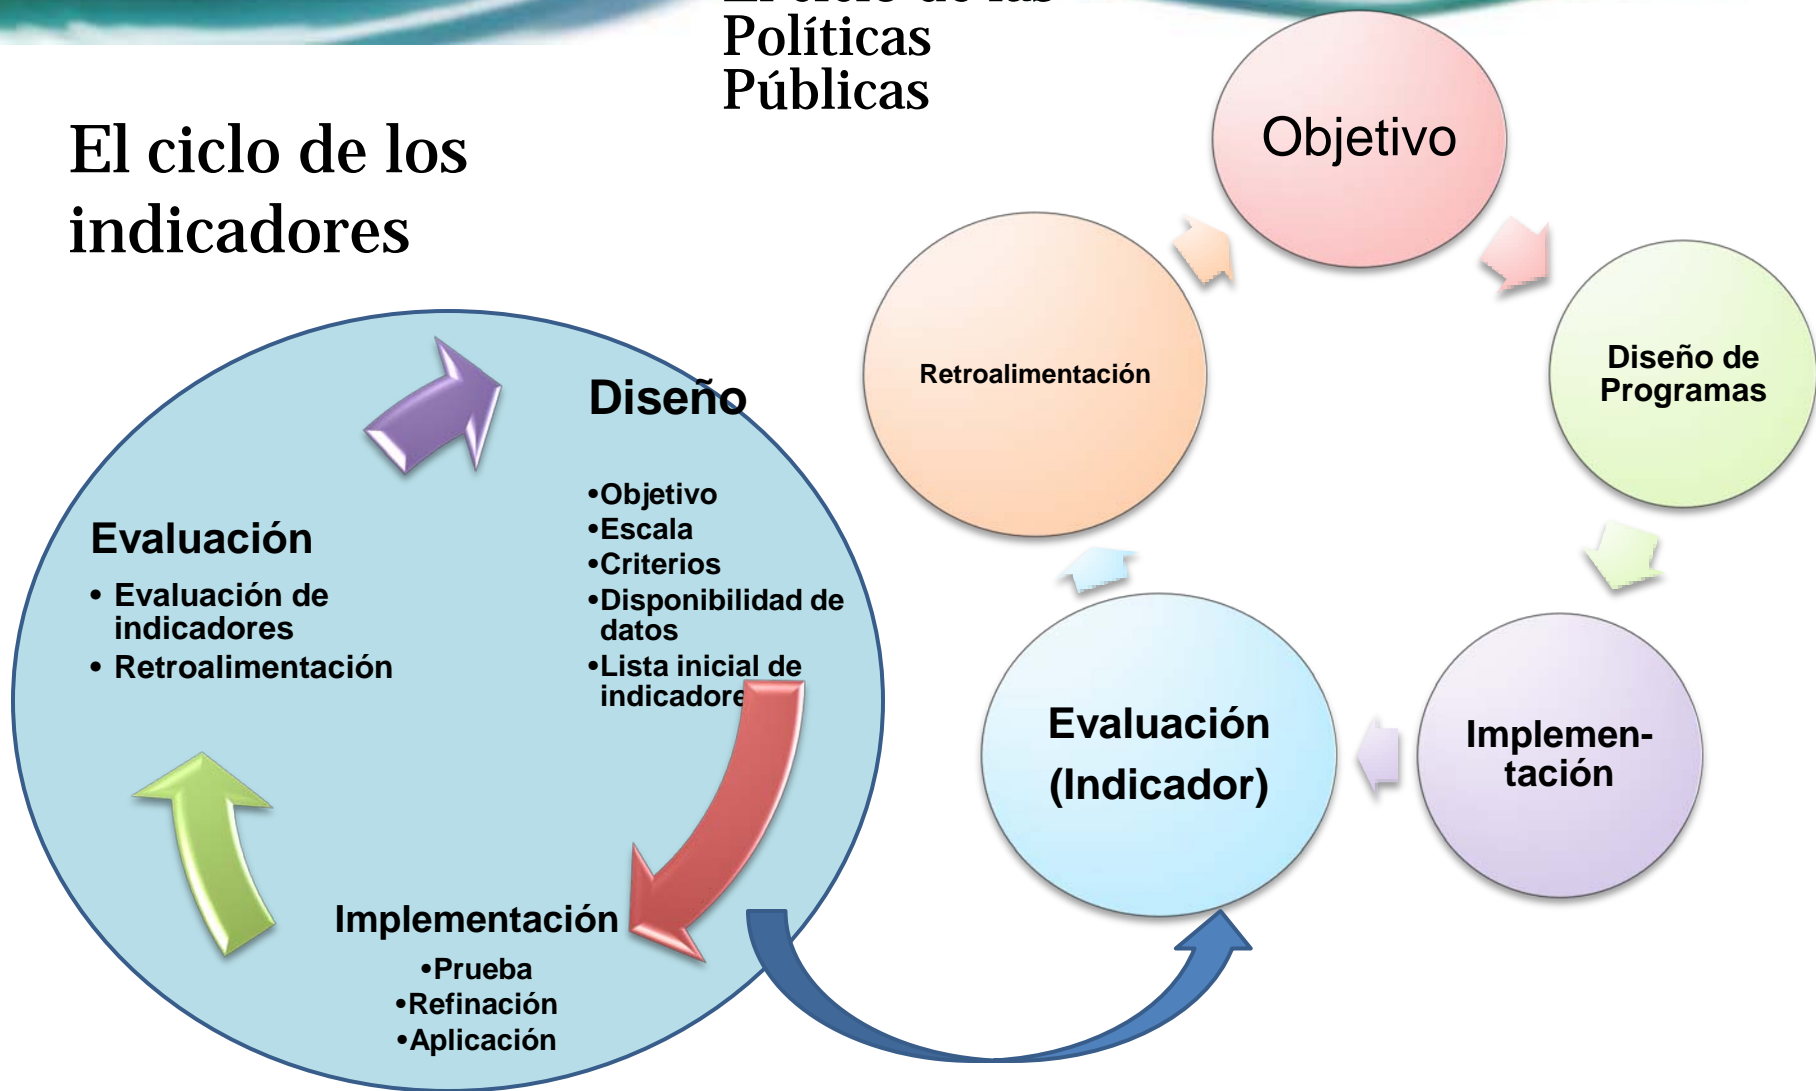 Políticas
Públicas
El ciclo de los
indicadores
Diseño
•Objetivo
•Escala
•Criterios
•Disponibilidad de
datos
•Lista inicial de
indicadore
Evaluación
• Evaluación de
indicadores
• Retroalimentación
Implementación
•Prueba
•Refinación
•Aplicación
Objetivo
Diseño de
Programas
Implemen-
tación
Evaluación
(Indicador)
Retroalimentación